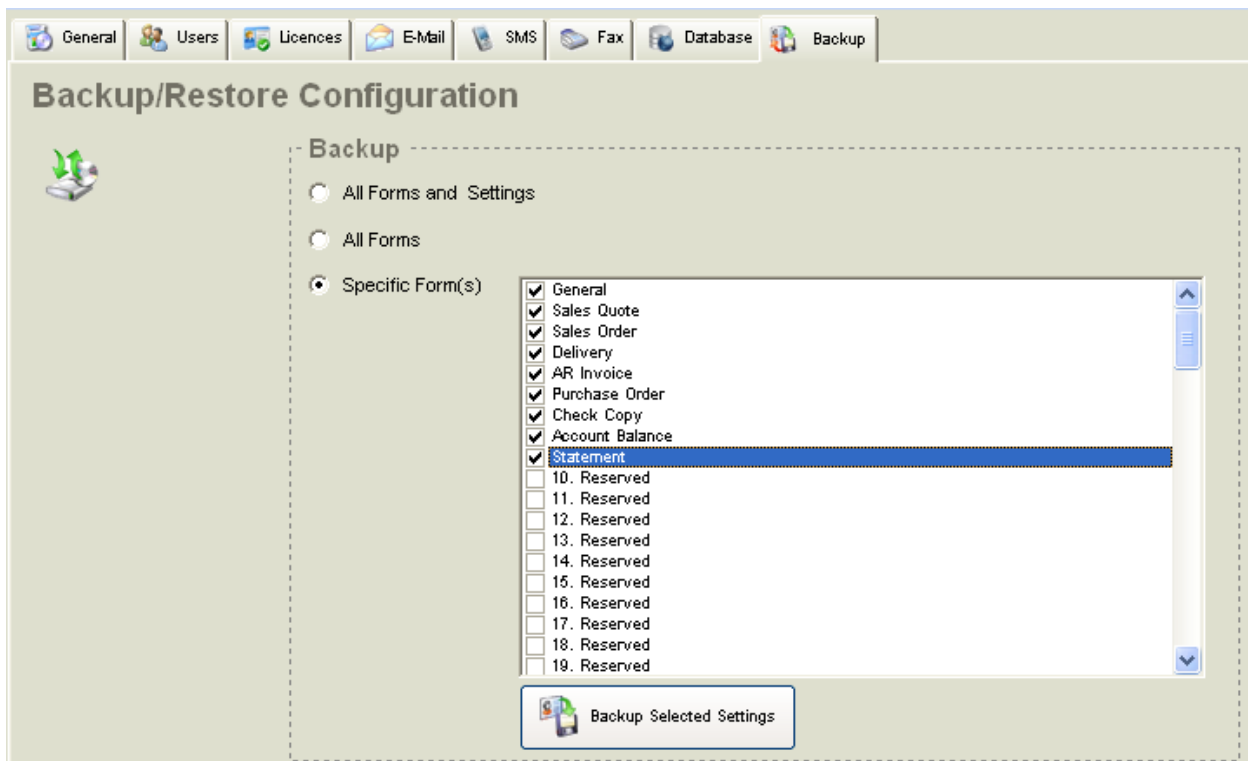 General Users Licences E-Mail SMS Fax Database Backup
Backup/Restore Configuration
Backup
All Forms and Settings
All Forms
Specific Form(s)
General
Sales Quote
Sales Order
Delivery
AR Invoice
Purchase Order
Check Copy
Account Balance
Statement
10. Reserved
11. Reserved
12. Reserved
13. Reserved
14. Reserved
15. Reserved
16. Reserved
17. Reserved
18. Reserved
19. Reserved
Backup Selected Settings